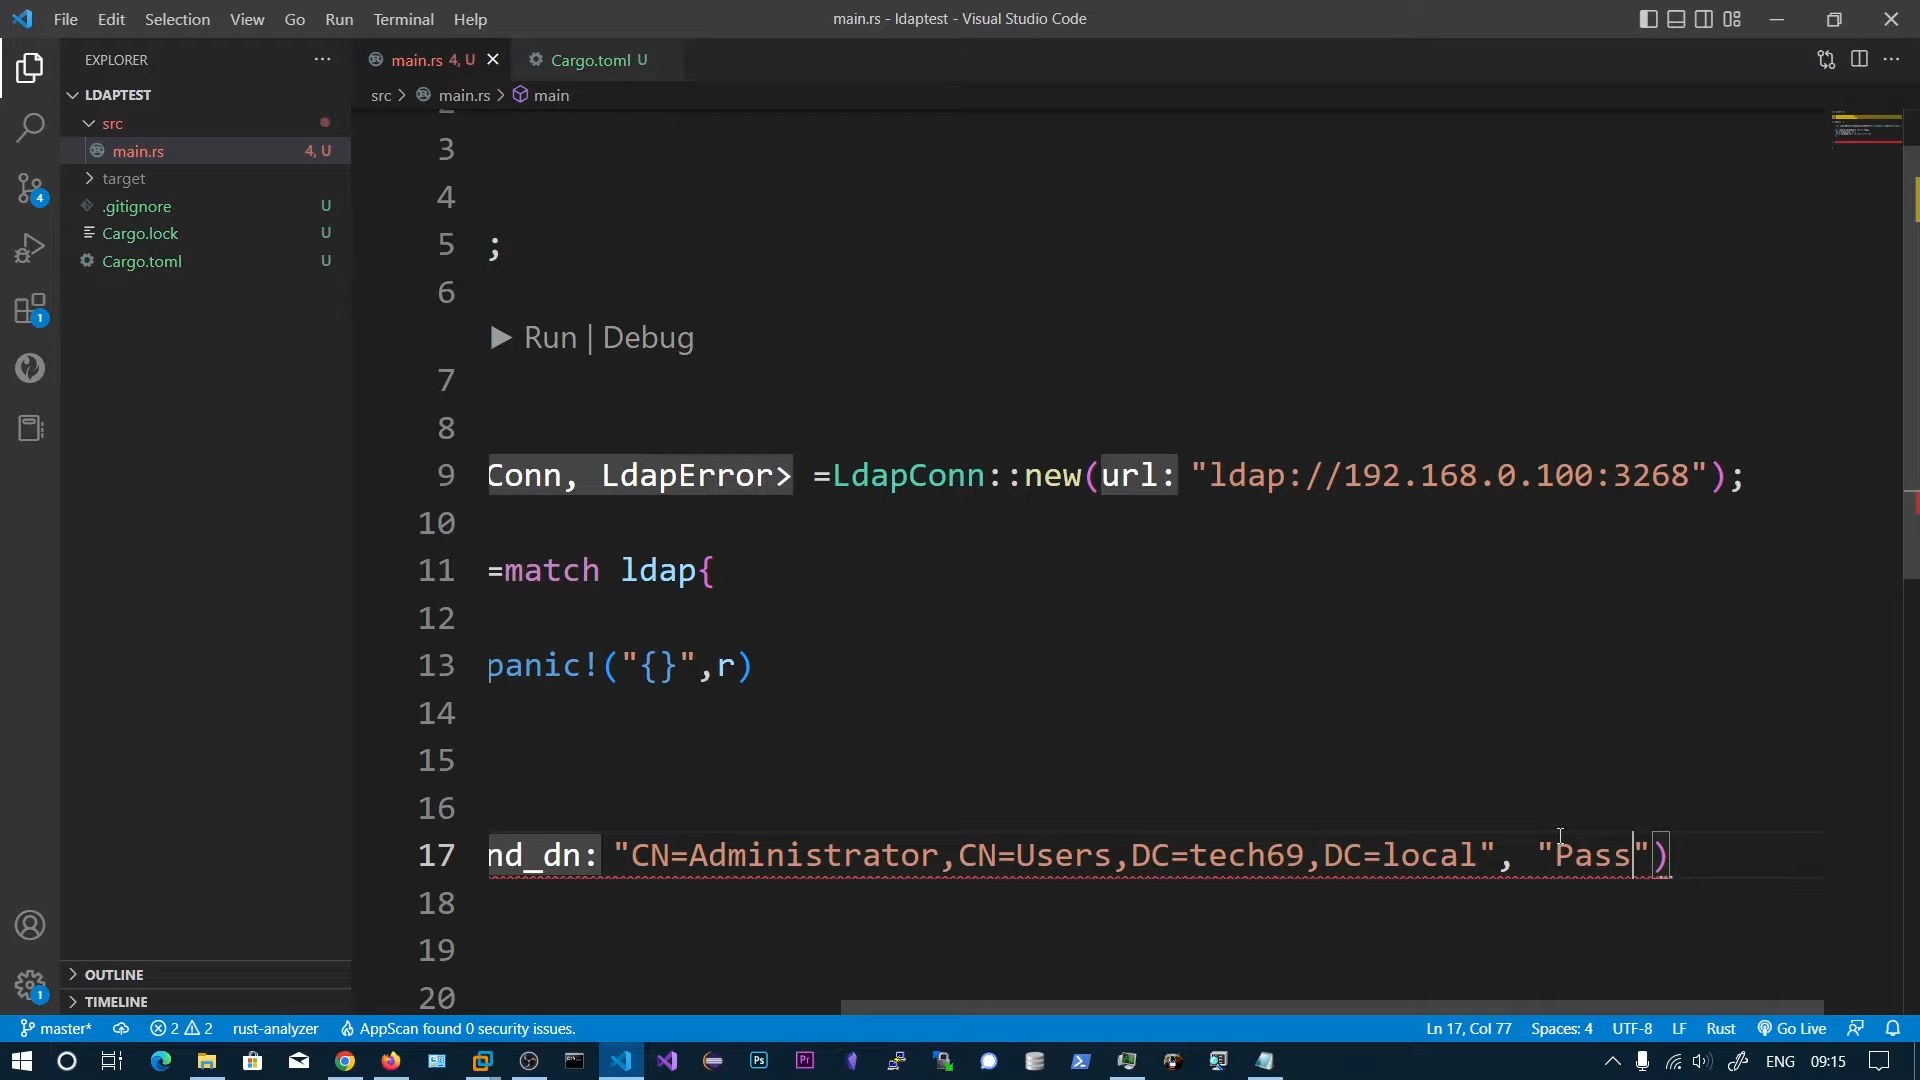 File Edit Selection View Go Run Terminal Help
main.rs - ldaptest - Visual Studio Code
EXPLORER
LDAPTEST
src
main.rs 4, U
target
.gitignore U
Cargo.lock U
Cargo.toml U
OUTLINE
TIMELINE
4
1
1
main.rs 4, U
Cargo.toml U
src > main.rs > main
3
4
5 ;
6
Run | Debug
7
8
9 Conn, LdapError> =LdapConn::new(url: "ldap://192.168.0.100:3268");
10
11 =match ldap{
12
13 panic!("{}",r)
14
15
16
17 nd_dn: "CN=Administrator,CN=Users,DC=tech69,DC=local", "Pass")
18
19
20
master* 2 2 rust-analyzer AppScan found 0 security issues.
Ln 17, Col 77 Spaces: 4 UTF-8 LF Rust Go Live
Ps Pr ENG 09:15